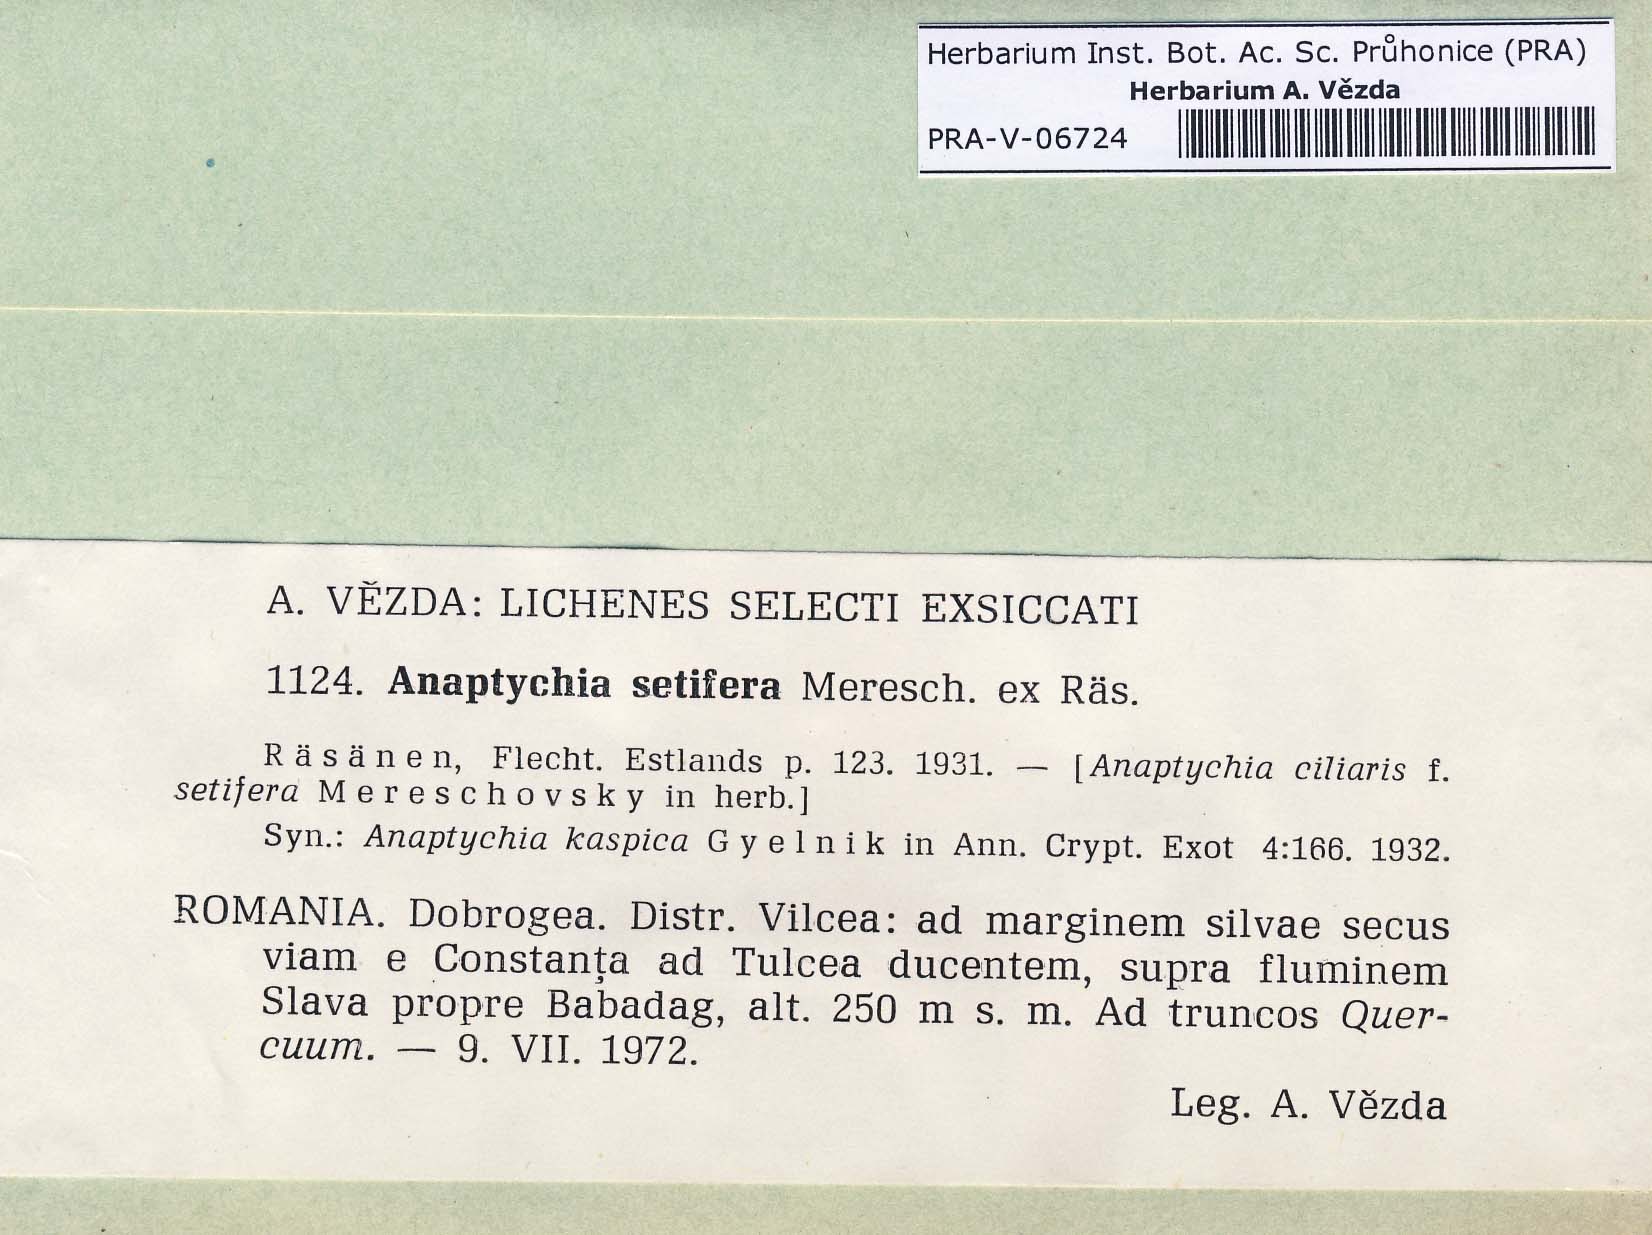 Herbarium Inst. Bot. Ac. Sc. Průhonice (PRA)
Herbarium A. Vězda
PRA-V-06724
A. VĚZDA: LICHENES SELECTI EXSICCATI
1124. Anaptychia setifera Meresch. ex Räs.
Räsänen, Flecht. Estlands p. 123. 1931. — [Anaptychia ciliaris f.
setifera Mereschovsky in herb.]
Syn.: Anaptychia kaspica Gyelnik in Ann. Crypt. Exot 4:166. 1932.
ROMANIA. Dobrogea. Distr. Vilcea: ad marginem silvae secus
viam e Constanţa ad Tulcea ducentem, supra fluminem
Slava propre Babadag, alt. 250 m s. m. Ad truncos Quer-
cuum. — 9. VII. 1972.
Leg. A. Vězda